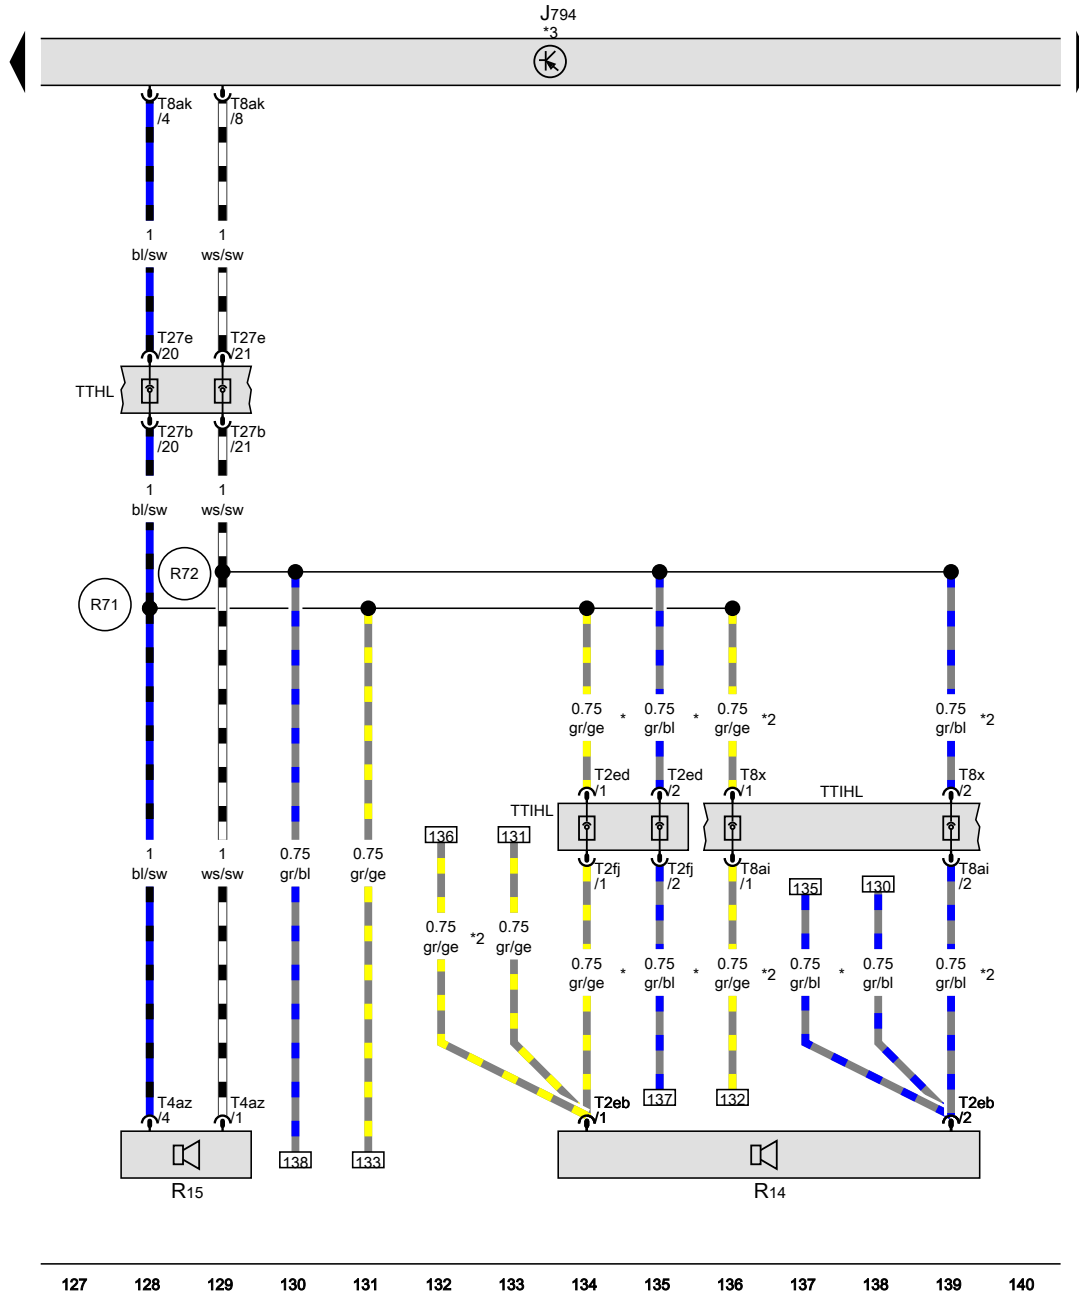 J794
*3
T8ak T8ak
/4 /8
1 1
bl/sw ws/sw
T27e T27e
/20 /21
TTHL
T27b T27b
/20 /21
1 1
bl/sw ws/sw
R72
R71
0.75 0.75 0.75 0.75
gr/ge * gr/bl * gr/ge *2 gr/bl *2
T2ed T2ed T8x T8x
/1 /2 /1 /2
TTIHL TTIHL
136 131
1 1 0.75 0.75
bl/sw ws/sw gr/bl gr/ge
T2fj T2fj T8ai T8ai
/1 /2 /1 /2
135 130
0.75 0.75
gr/ge *2 gr/ge
0.75 0.75 0.75 0.75 0.75 0.75
gr/ge * gr/bl * gr/ge *2 gr/bl * gr/bl gr/bl *2
137 132
T4az T4az T2eb T2eb
/4 /1 /1 /2
138 133
R15 R14
127 128 129 130 131 132 133 134 135 136 137 138 139 140